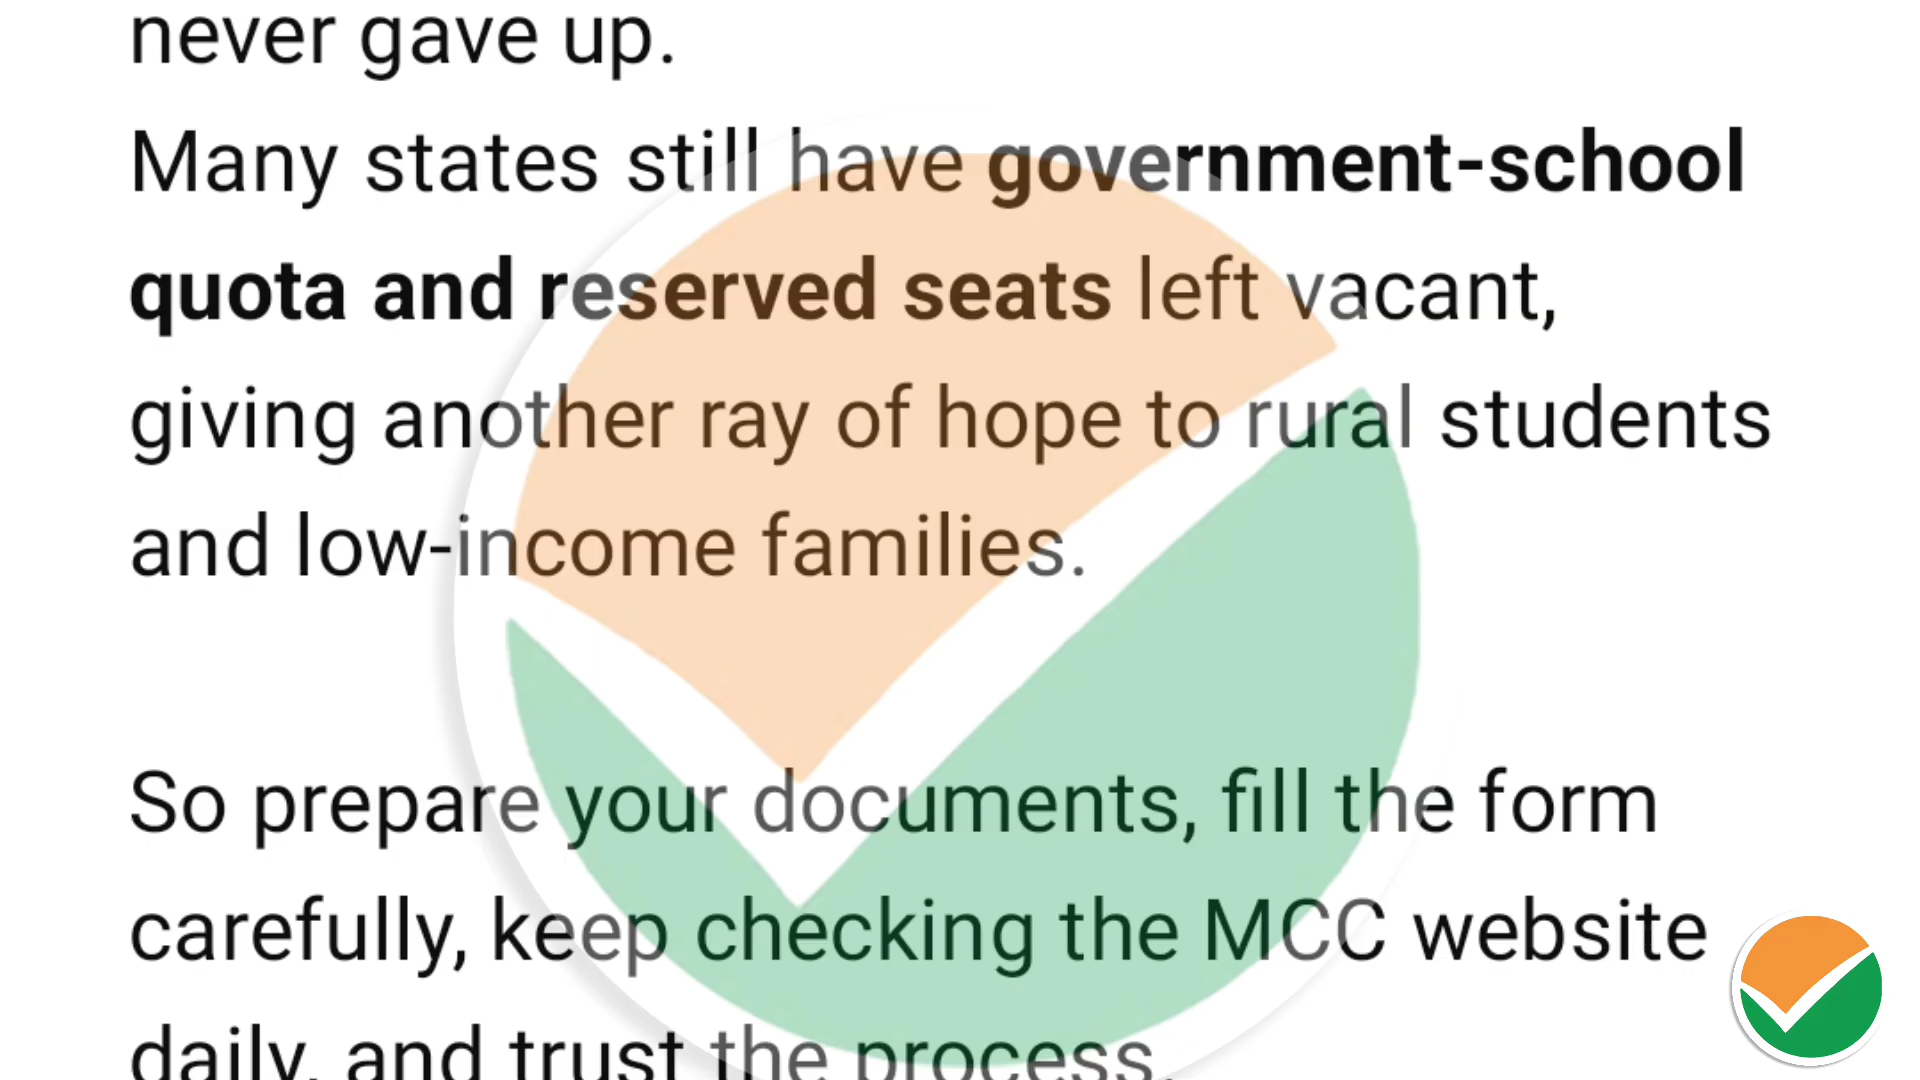 never gave up.
Many states still have government-school
quota and reserved seats left vacant,
giving another ray of hope to rural students
and low-income families.
So prepare your documents, fill the form
carefully, keep checking the MCC website
daily, and trust the process.